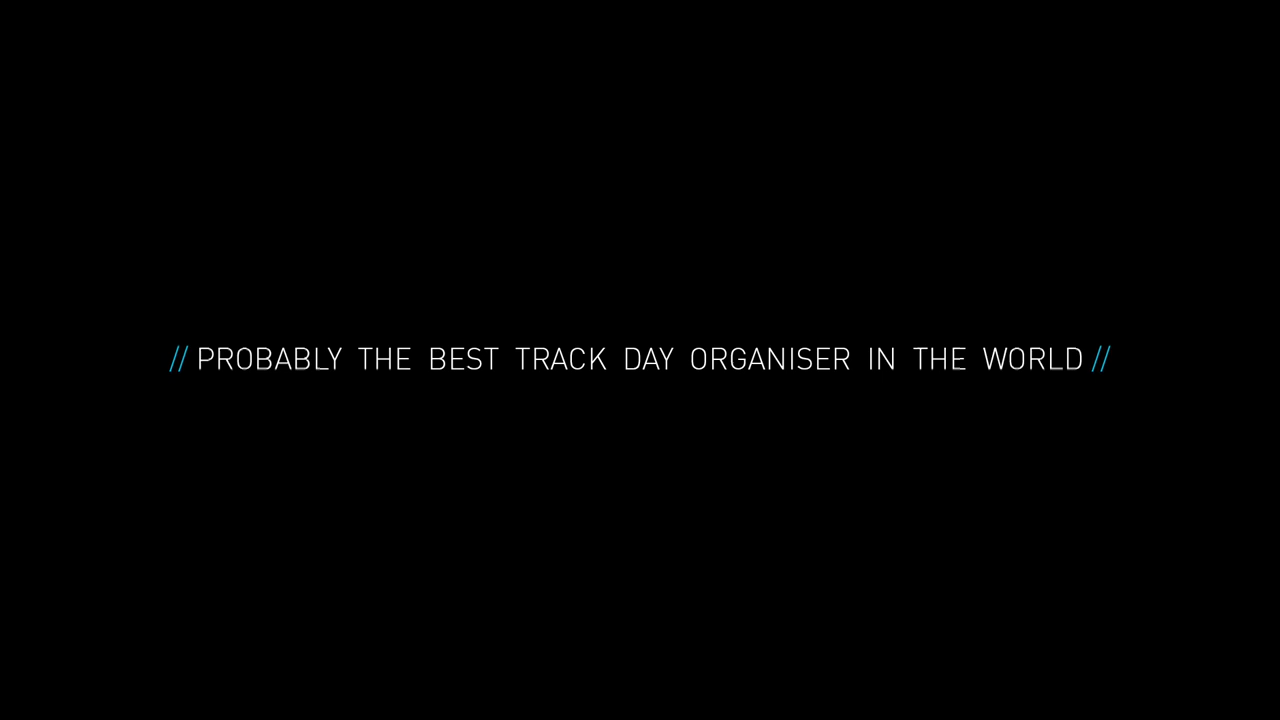 // PROBABLY THE BEST TRACK DAY ORGANISER IN THE WORLD //